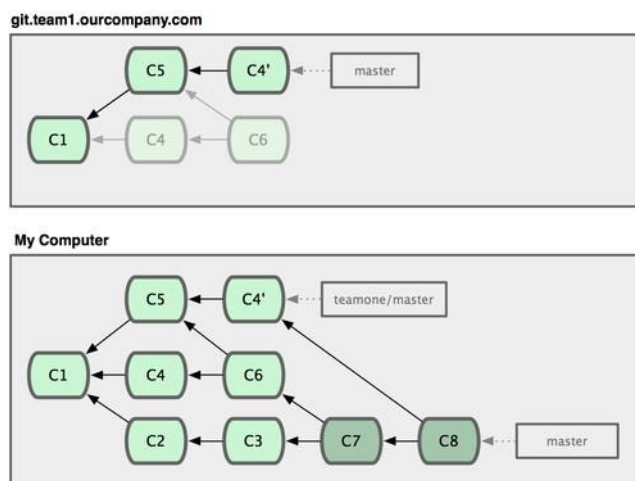 git.team1.ourcompany.com
C5 C4' master
C1 C4 C6
My Computer
C5 C4' teamone/master
C1 C4 C6
C2 C3 C7 C8 master